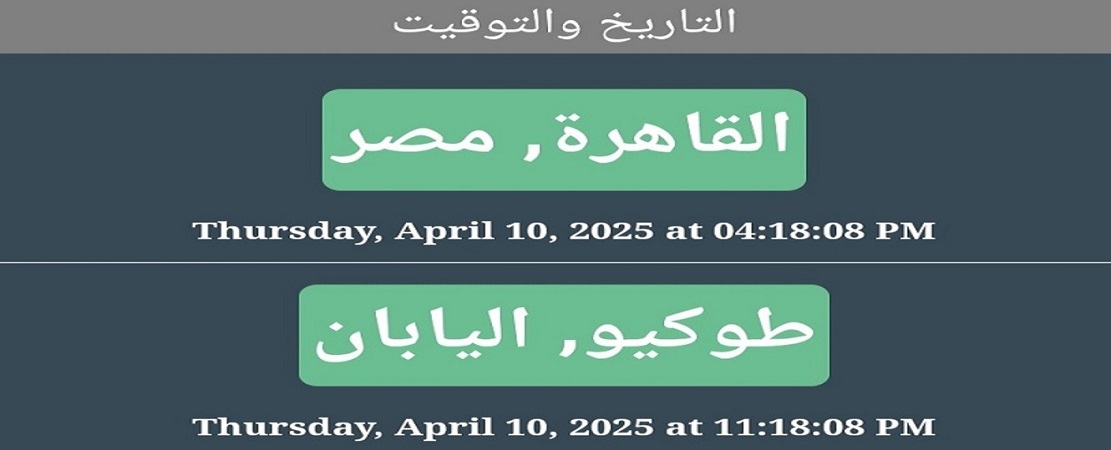 التاريخ والتوقيت
القاهرة, مصر
Thursday, April 10, 2025 at 04:18:08 PM
طوكيو, اليابان
Thursday, April 10, 2025 at 11:18:08 PM